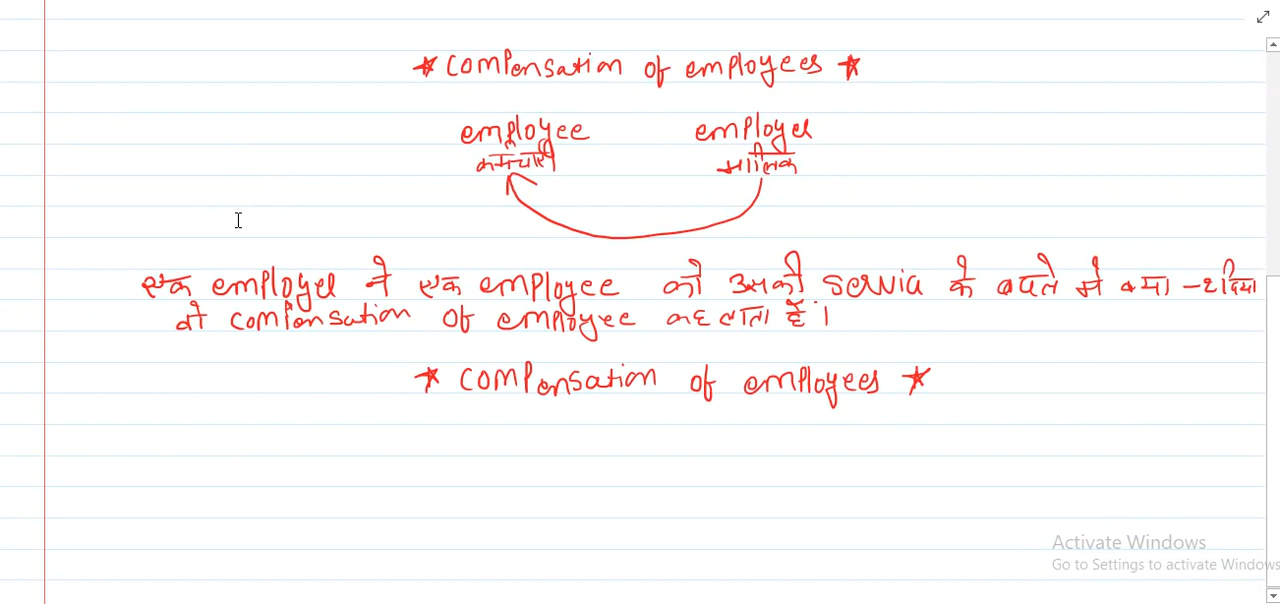 ★ compensation of employees ★
employee employer
कर्मचारी मालिक
एक employer ने एक employee को उसकी service के बदले में क्या - 2 दिया
वो compensation of employee कहलाता है।
★ compensation of employees ★
Activate Windows
Go to Settings to activate Windows